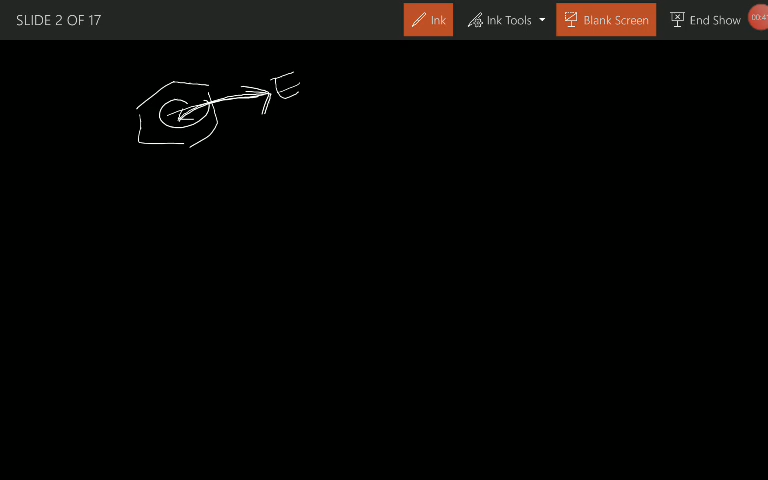 SLIDE 2 OF 17
Ink
Ink Tools
Blank Screen
End Show
E